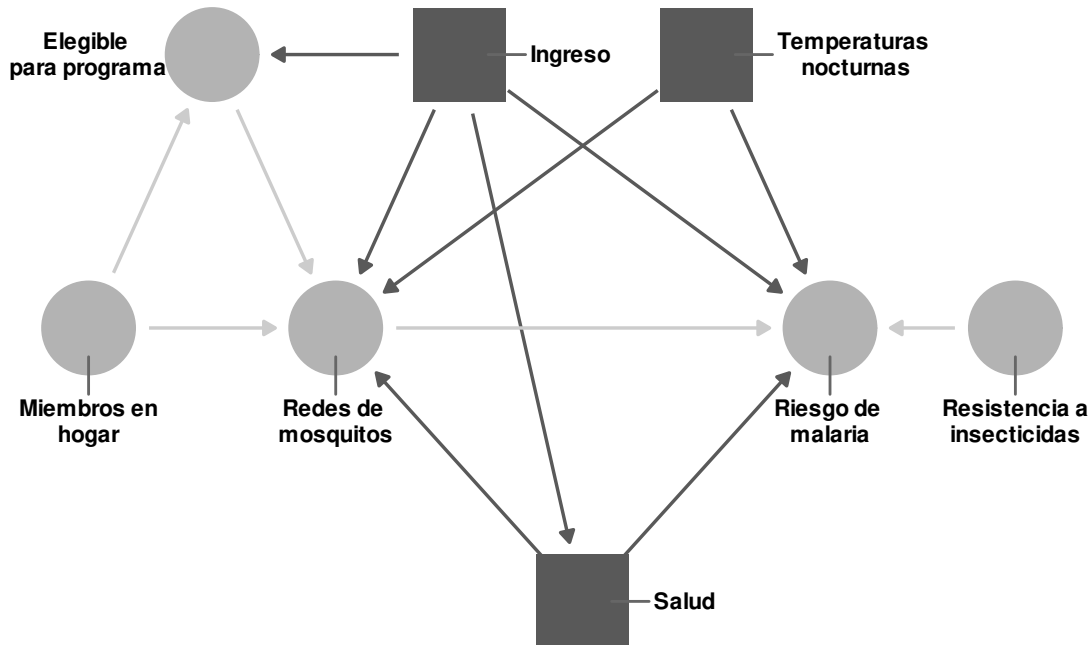 Elegible
para programa
Ingreso
Temperaturas
nocturnas
Miembros en
hogar
Redes de
mosquitos
Riesgo de
malaria
Resistencia a
insecticidas
Salud